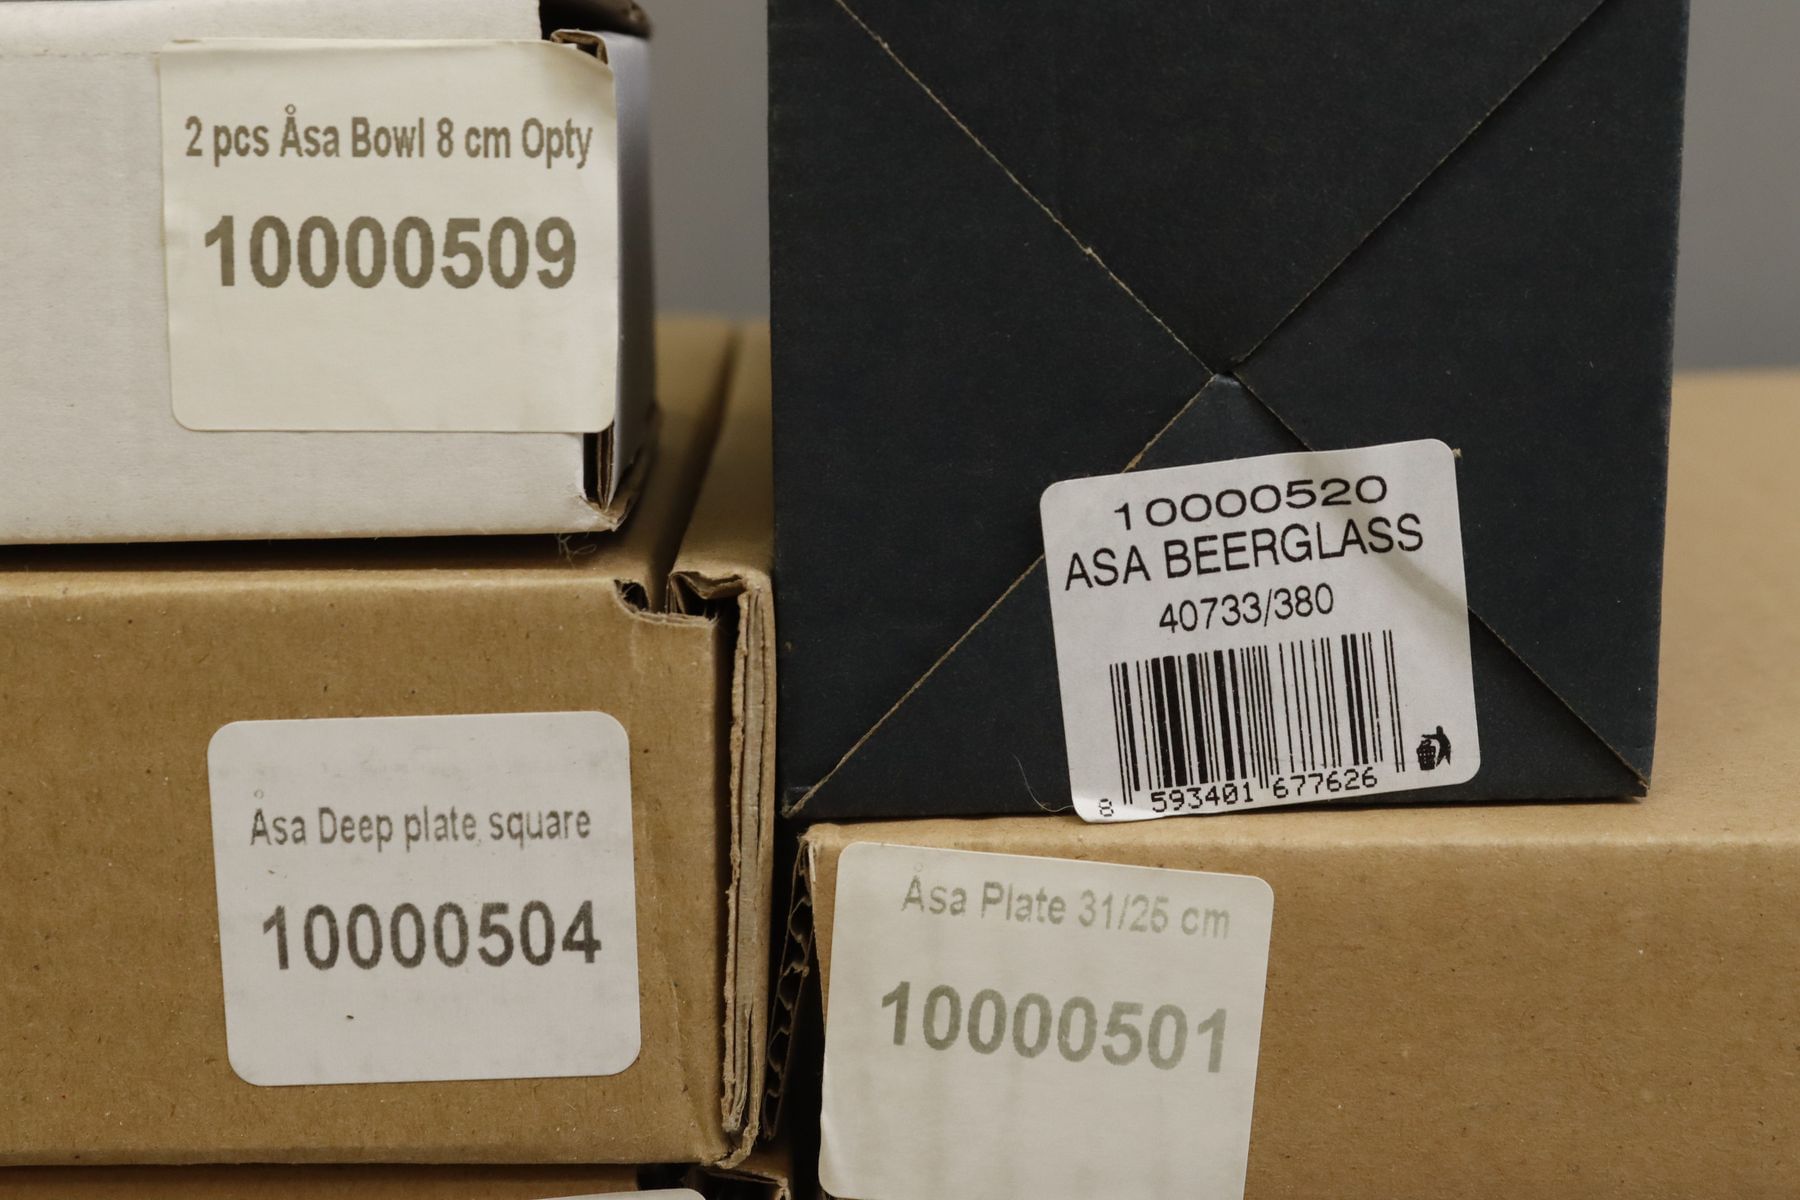 2 pcs Åsa Bowl 8 cm Opty
10000509
10000520
ASA BEERGLASS
40733/380
8 593401 677626
Åsa Deep plate, square
10000504
Åsa Plate 31/25 cm
10000501